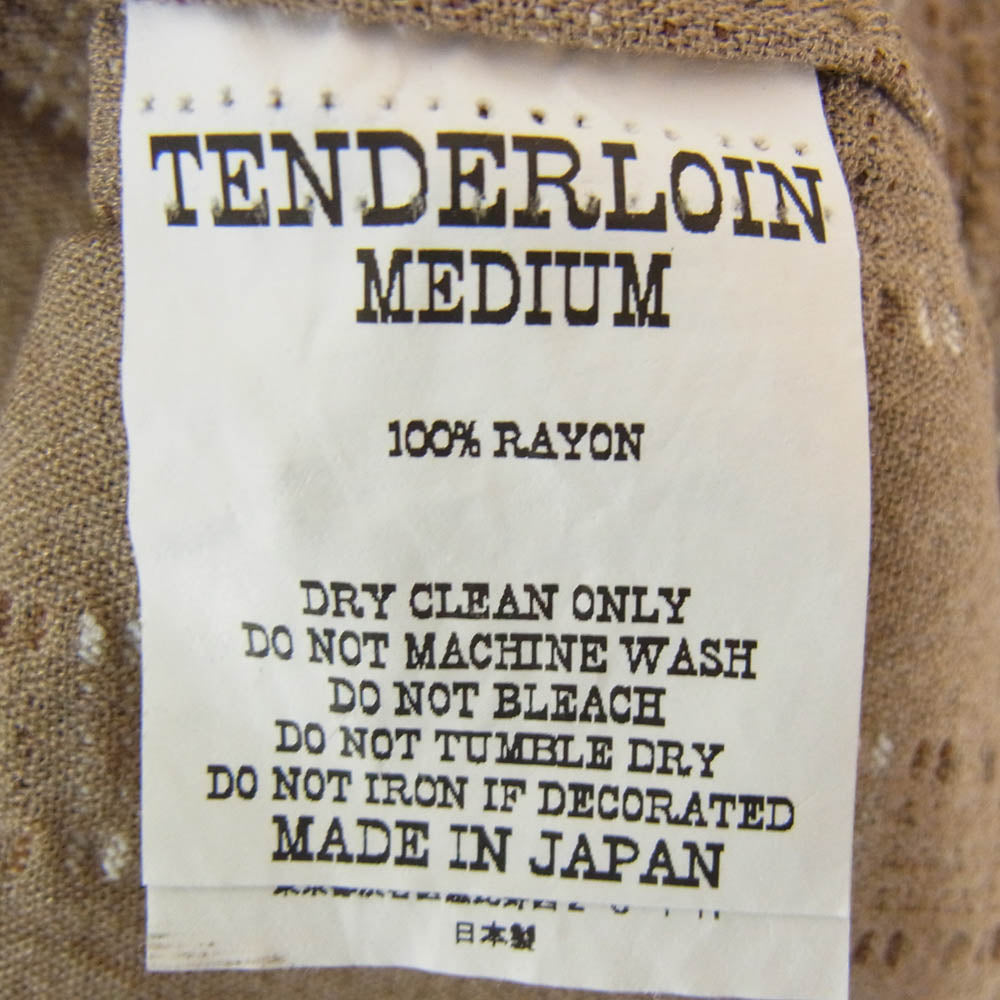 TENDERLOIN
MEDIUM
100% RAYON
DRY CLEAN ONLY
DO NOT MACHINE WASH
DO NOT BLEACH
DO NOT TUMBLE DRY
DO NOT IRON IF DECORATED
MADE IN JAPAN
日本製